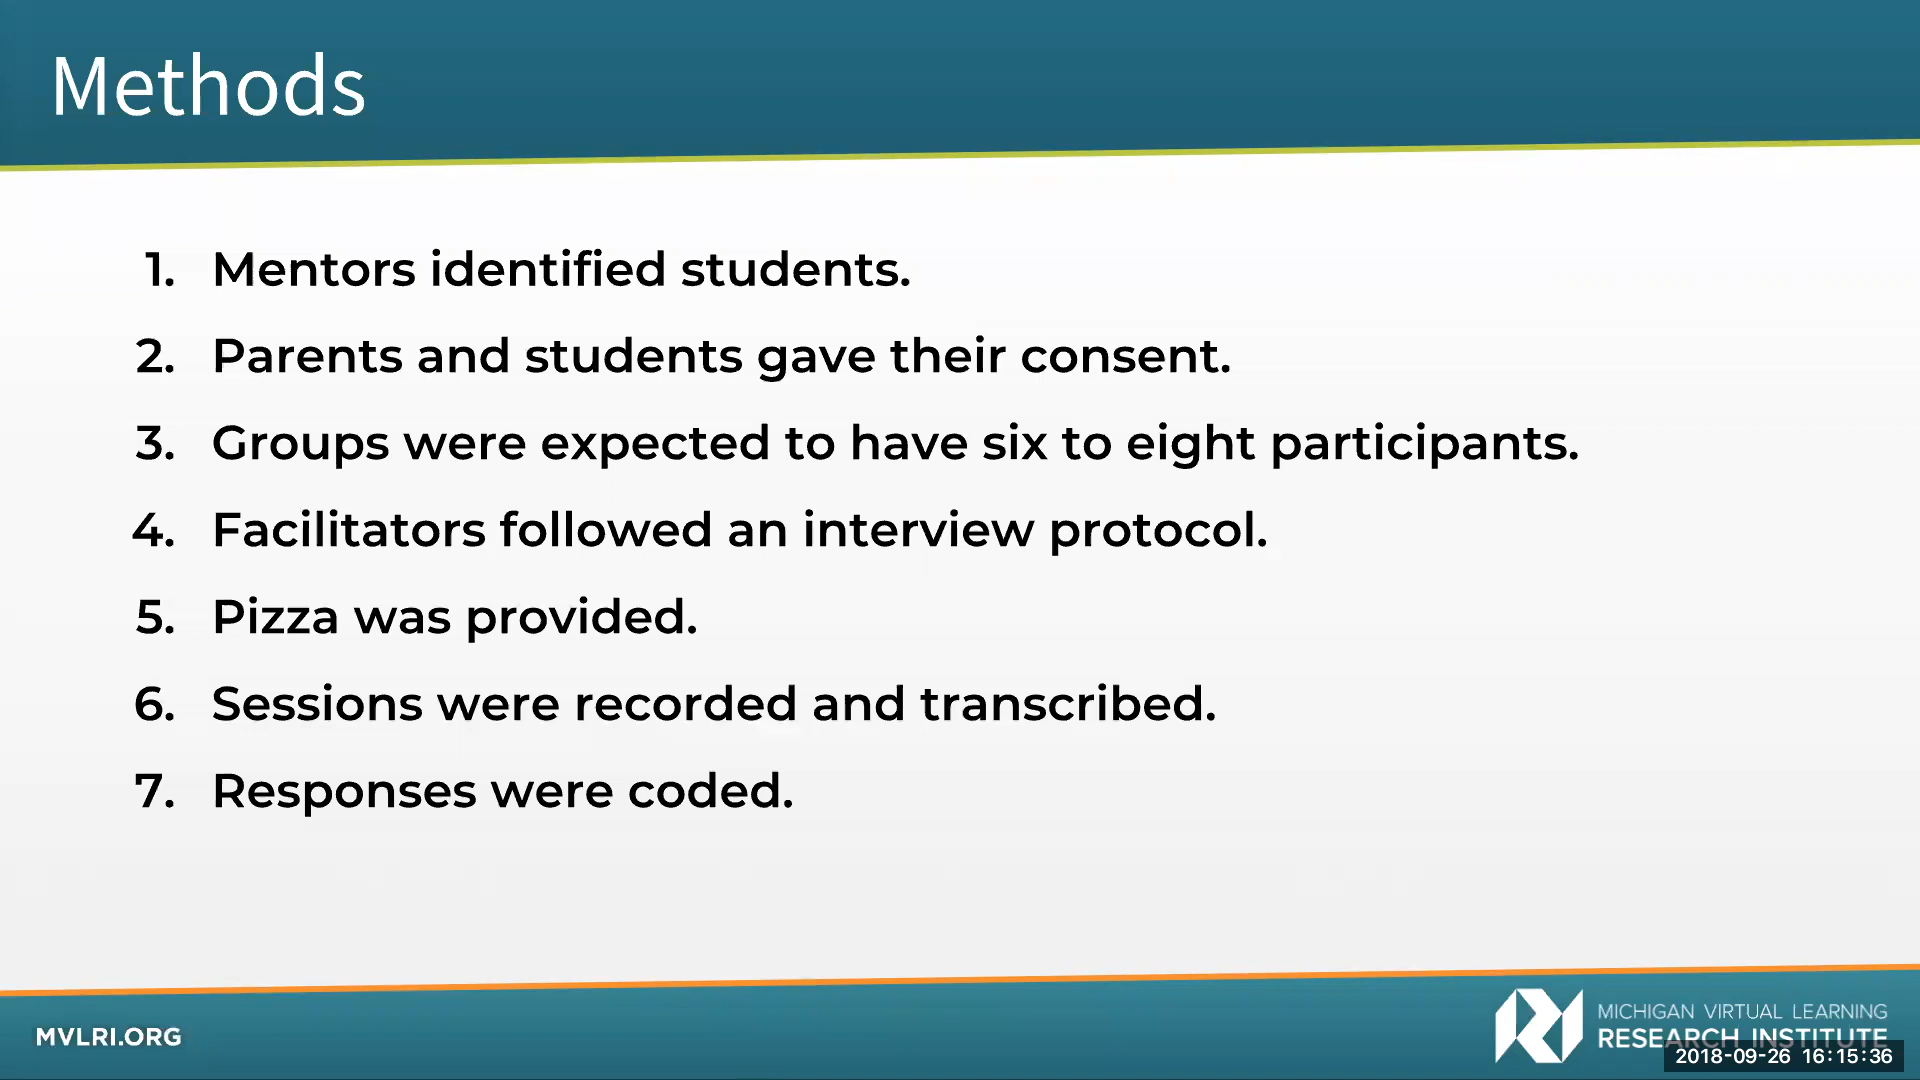 Methods
1. Mentors identified students.
2. Parents and students gave their consent.
3. Groups were expected to have six to eight participants.
4. Facilitators followed an interview protocol.
5. Pizza was provided.
6. Sessions were recorded and transcribed.
7. Responses were coded.
MVLRI.ORG
MICHIGAN VIRTUAL LEARNING
RESEARCH INSTITUTE
2018-09-26 16:15:36